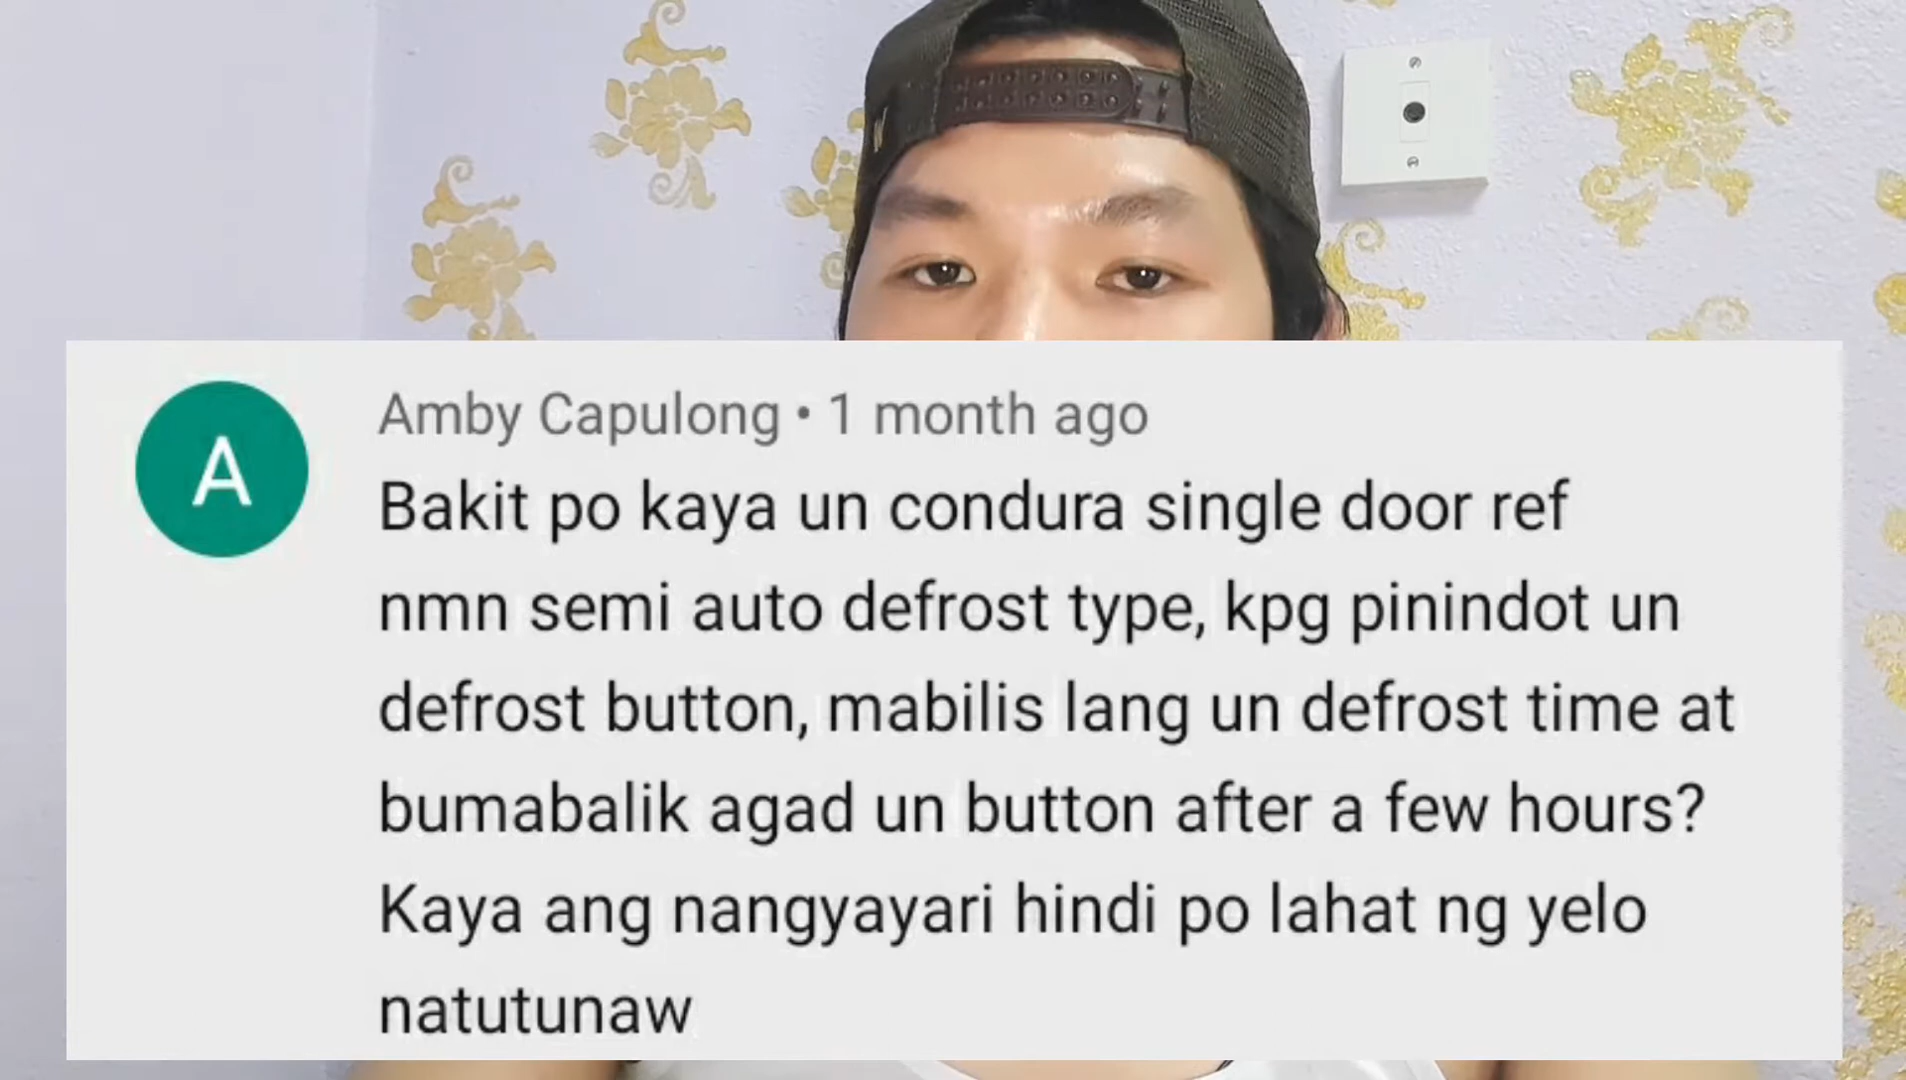 A
Amby Capulong • 1 month ago
Bakit po kaya un condura single door ref
nmn semi auto defrost type, kpg pinindot un
defrost button, mabilis lang un defrost time at
bumabalik agad un button after a few hours?
Kaya ang nangyayari hindi po lahat ng yelo
natutunaw